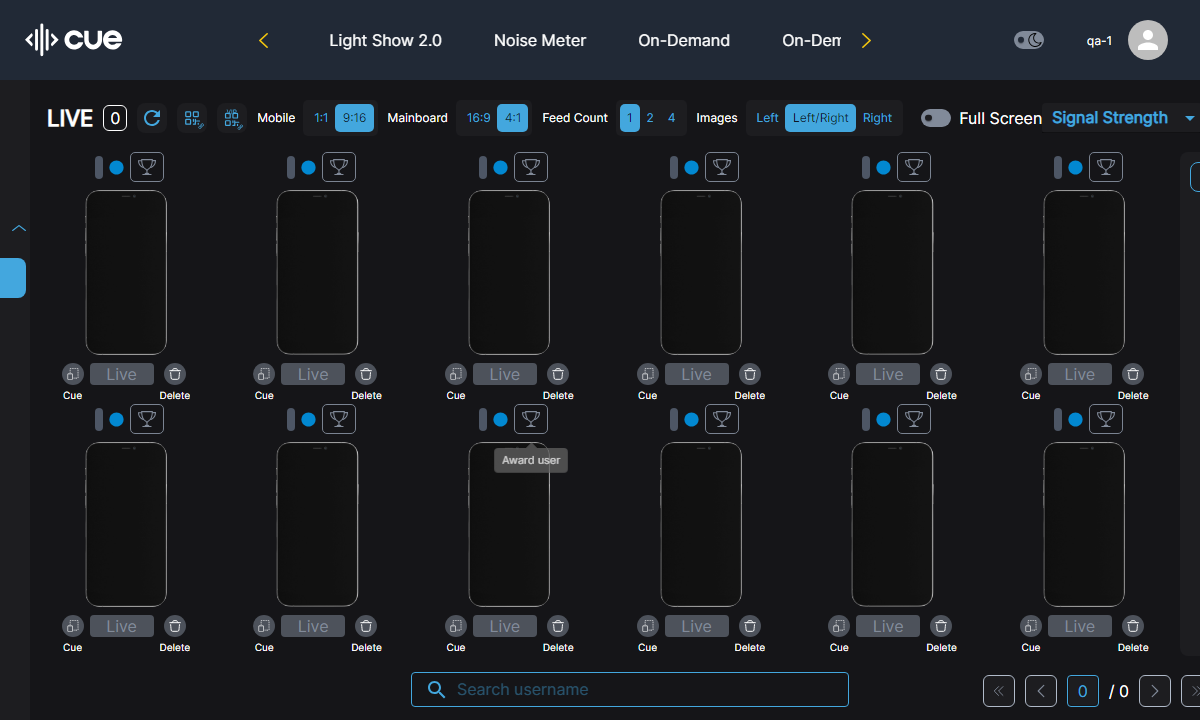 cue
Light Show 2.0 Noise Meter On-Demand On-Dem
qa-1
LIVE 0 Mobile 1:1 9:16 Mainboard 16:9 4:1 Feed Count 1 2 4 Images Left Left/Right Right Full Screen Signal Strength
Live Live Live Live Live Live
Cue Delete Cue Delete Cue Delete Cue Delete Cue Delete Cue Delete
Award user
Live Live Live Live Live Live
Cue Delete Cue Delete Cue Delete Cue Delete Cue Delete Cue Delete
Search username
0 / 0